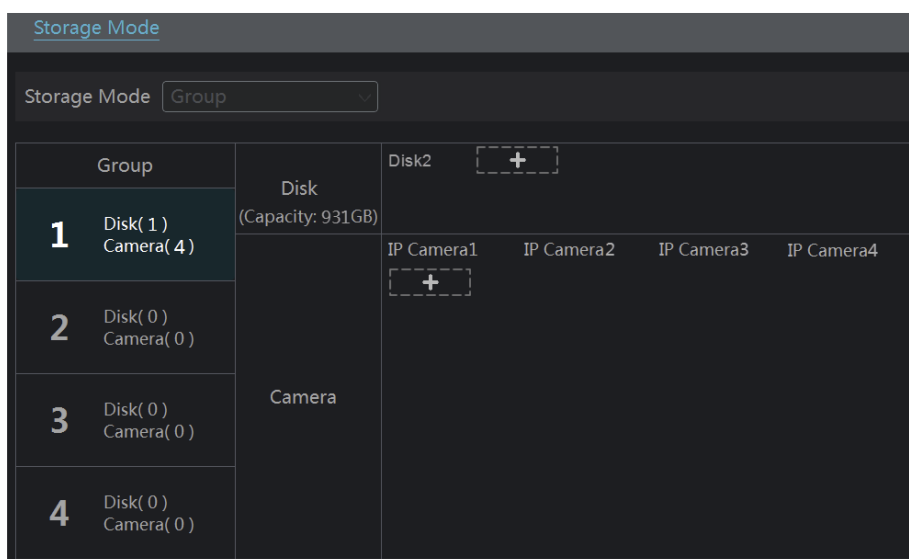 Storage Mode
Storage Mode Group
Group
1 Disk( 1 )
Camera( 4 )
2 Disk( 0 )
Camera( 0 )
3 Disk( 0 )
Camera( 0 )
4 Disk( 0 )
Camera( 0 )
Disk
(Capacity: 931GB)
Disk2 +
Camera
IP Camera1 IP Camera2 IP Camera3 IP Camera4
+